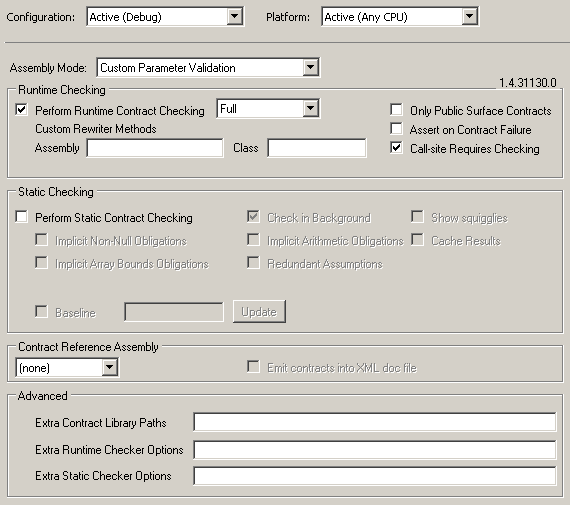 Configuration: Active (Debug) Platform: Active (Any CPU)
Assembly Mode: Custom Parameter Validation
1.4.31130.0
Runtime Checking
Perform Runtime Contract Checking Full Only Public Surface Contracts
Custom Rewriter Methods Assert on Contract Failure
Assembly Class Call-site Requires Checking
Static Checking
Perform Static Contract Checking Check in Background Show squigglies
Implicit Non-Null Obligations Implicit Arithmetic Obligations Cache Results
Implicit Array Bounds Obligations Redundant Assumptions
Baseline Update
Contract Reference Assembly
(none) Emit contracts into XML doc file
Advanced
Extra Contract Library Paths
Extra Runtime Checker Options
Extra Static Checker Options